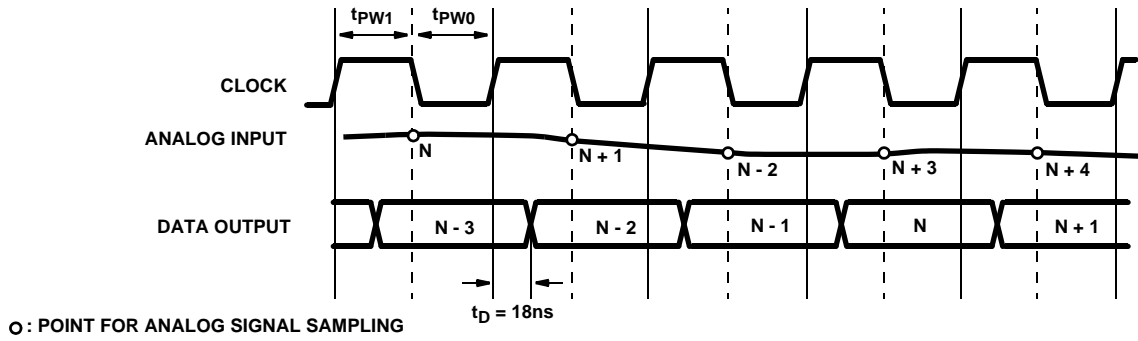 tPW1 tPW0
CLOCK
ANALOG INPUT
N N + 1 N - 2 N + 3 N + 4
DATA OUTPUT N - 3 N - 2 N - 1 N N + 1
tD = 18ns
: POINT FOR ANALOG SIGNAL SAMPLING